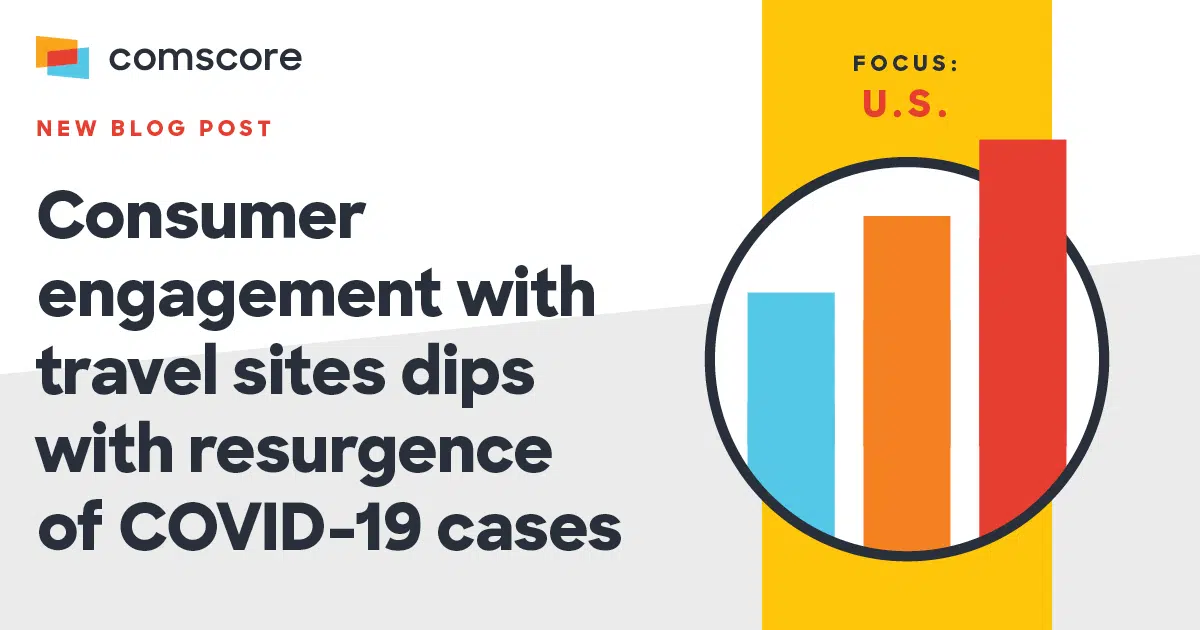 comscore
NEW BLOG POST
Consumer
engagement with
travel sites dips
with resurgence
of COVID-19 cases
FOCUS:
U.S.